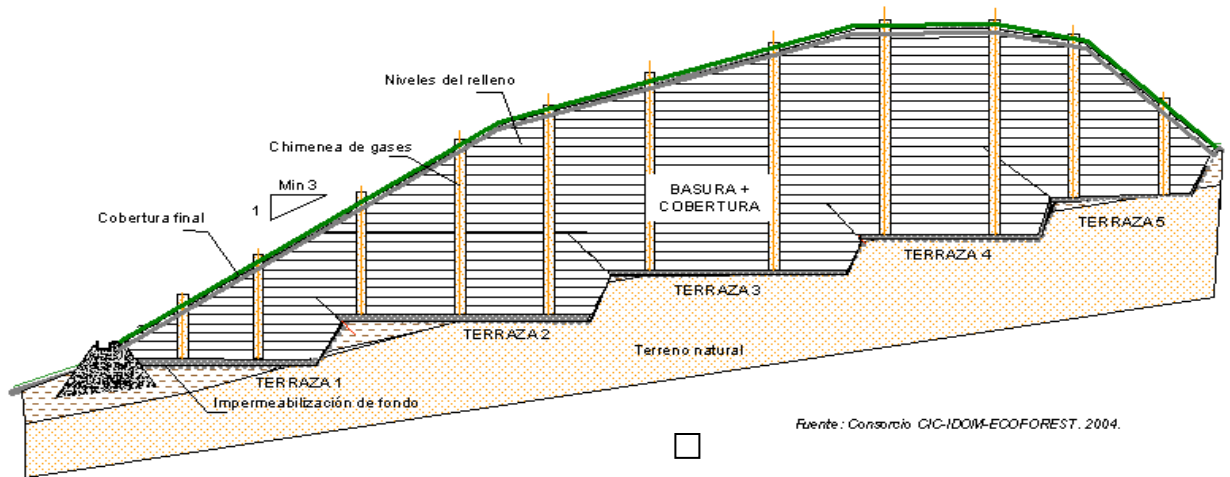 Niveles del relleno
Chimenea de gases
Min 3
1
Cobertura final
BASURA +
COBERTURA
TERRAZA 5
TERRAZA 4
TERRAZA 3
TERRAZA 2
Terreno natural
TERRAZA 1
Impermeabilización de fondo
Fuente: Consorcio CIC-IDOM-ECOFOREST. 2004.